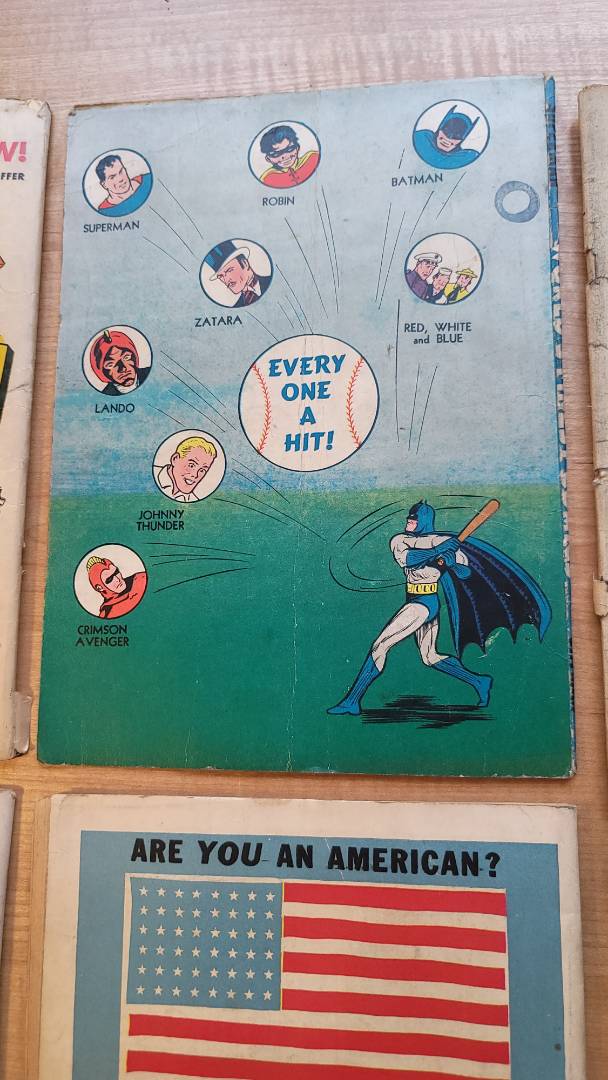 W!
FFER
SUPERMAN
ROBIN
BATMAN
ZATARA
RED, WHITE
and BLUE
LANDO
EVERY
ONE
A
HIT!
JOHNNY
THUNDER
CRIMSON
AVENGER
ARE YOU AN AMERICAN?